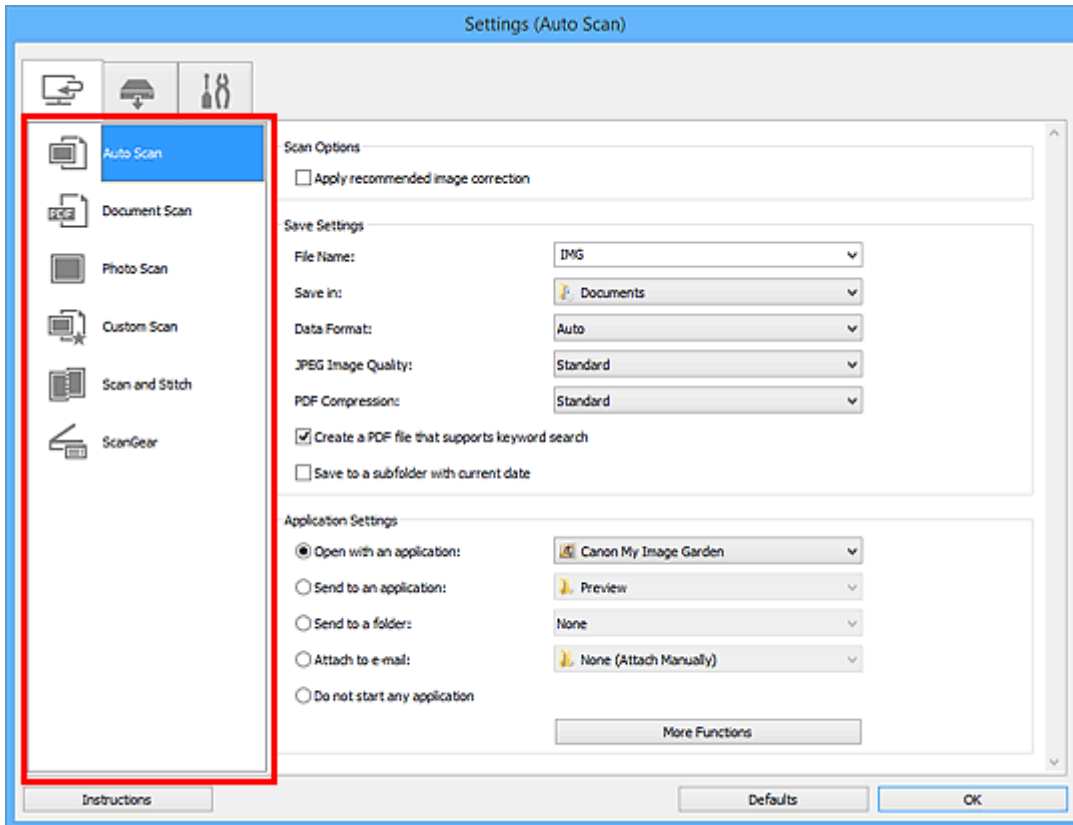 Settings (Auto Scan)
Auto Scan
PDF
Document Scan
Photo Scan
Custom Scan
Scan and Stitch
ScanGear
Scan Options
Apply recommended image correction
Save Settings
File Name: IMG
Save in: Documents
Data Format: Auto
JPEG Image Quality: Standard
PDF Compression: Standard
Create a PDF file that supports keyword search
Save to a subfolder with current date
Application Settings
Open with an application: Canon My Image Garden
Send to an application: Preview
Send to a folder: None
Attach to e-mail: None (Attach Manually)
Do not start any application
More Functions
Instructions Defaults OK